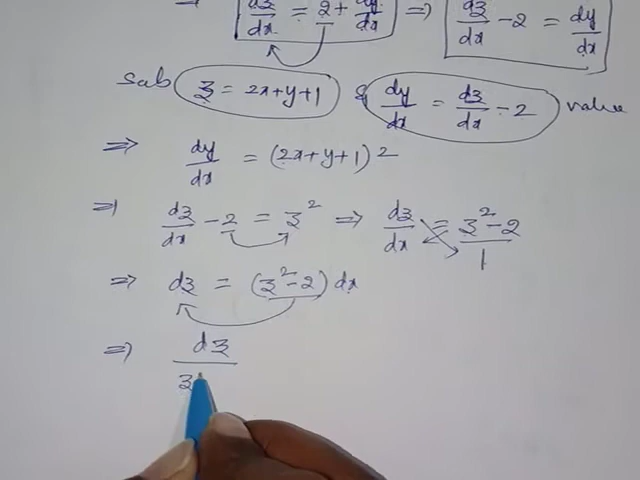 ⇒ dz/dx = 2 + dy/dx ⇒ dz/dx - 2 = dy/dx
Sub z = 2x+y+1 & dy/dx = dz/dx - 2 value
⇒ dy/dx = (2x+y+1)2
⇒ dz/dx - 2 = z² ⇒ dz/dx = z²-2/1
⇒ dz = (z²-2) dx
⇒ dz/z